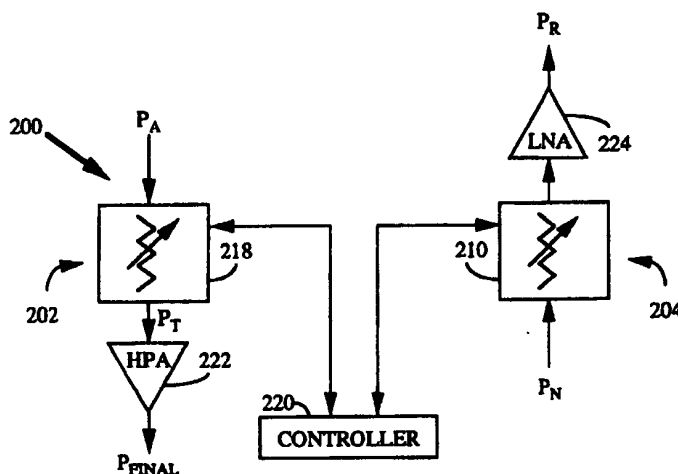 P_R
LNA
224
200
P_A
218
202
P_T
HPA
222
P_FINAL
210
204
P_N
220
CONTROLLER